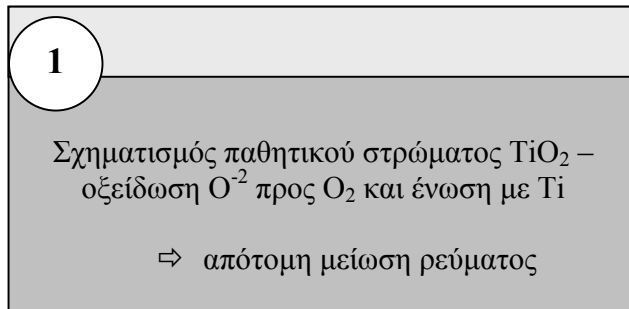 1
Σχηματισμός παθητικού στρώματος TiO₂ –
οξείδωση O⁻² προς O₂ και ένωση με Ti
⇨ απότομη μείωση ρεύματος